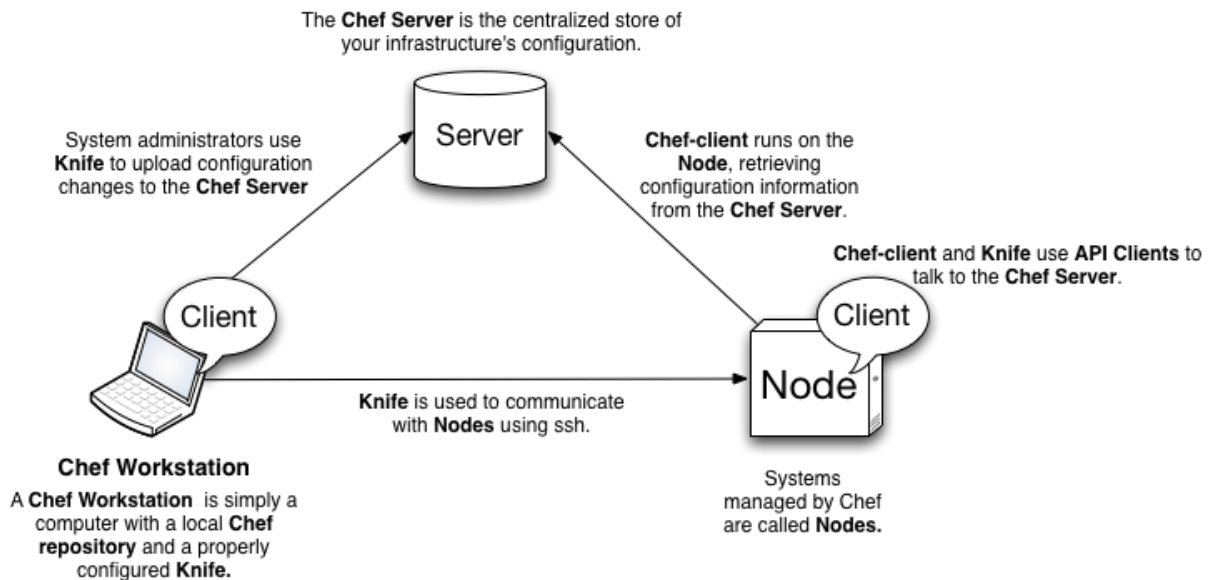 The Chef Server is the centralized store of
your infrastructure's configuration.
Server
System administrators use
Knife to upload configuration
changes to the Chef Server
Chef-client runs on the
Node, retrieving
configuration information
from the Chef Server.
Chef-client and Knife use API Clients to
talk to the Chef Server.
Client
Client
Node
Knife is used to communicate
with Nodes using ssh.
Chef Workstation
A Chef Workstation is simply a
computer with a local Chef
repository and a properly
configured Knife.
Systems
managed by Chef
are called Nodes.